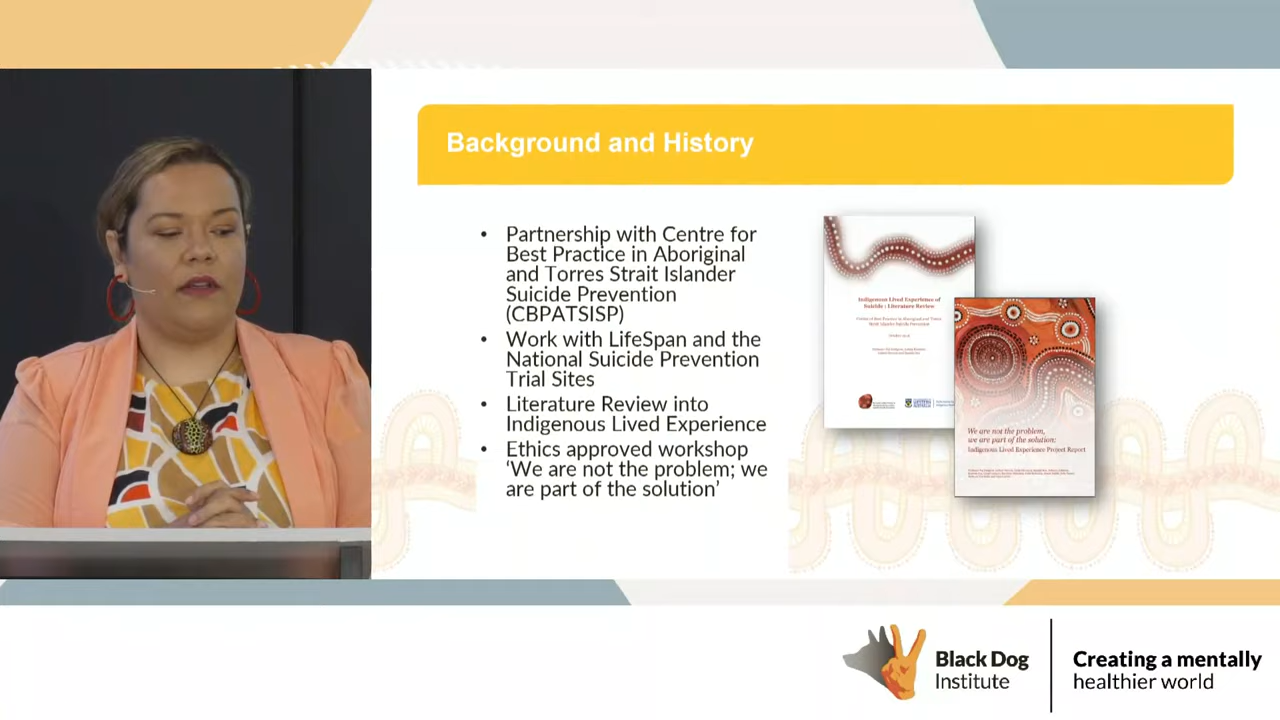 Background and History
• Partnership with Centre for
Best Practice in Aboriginal
and Torres Strait Islander
Suicide Prevention
(CBPATSISP)
• Work with LifeSpan and the
National Suicide Prevention
Trial Sites
• Literature Review into
Indigenous Lived Experience
• Ethics approved workshop
‘We are not the problem; we
are part of the solution’
Indigenous Lived Experience of
Suicide : Literature Review
We are not the problem,
we are part of the solution:
Indigenous Lived Experience Project Report
Black Dog
Institute
Creating a mentally
healthier world